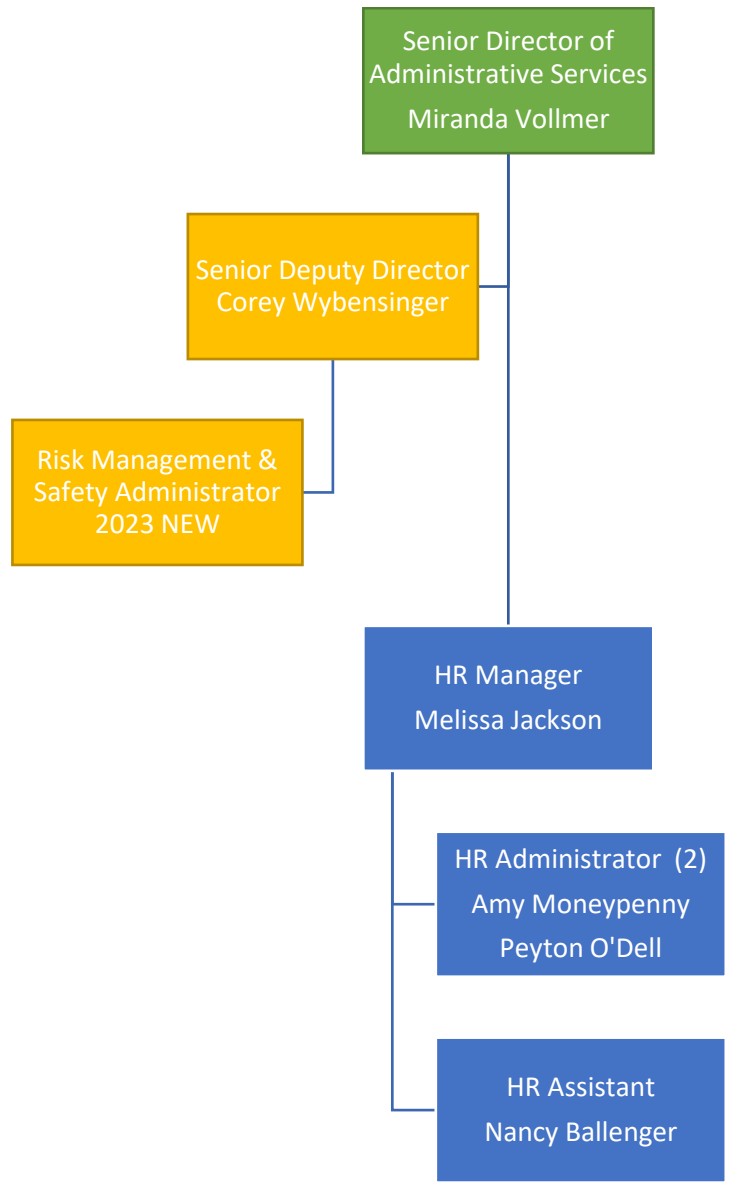 Senior Director of
Administrative Services
Miranda Vollmer
Senior Deputy Director
Corey Wybensinger
Risk Management &
Safety Administrator
2023 NEW
HR Manager
Melissa Jackson
HR Administrator  (2)
Amy Moneypenny
Peyton O'Dell
HR Assistant
Nancy Ballenger